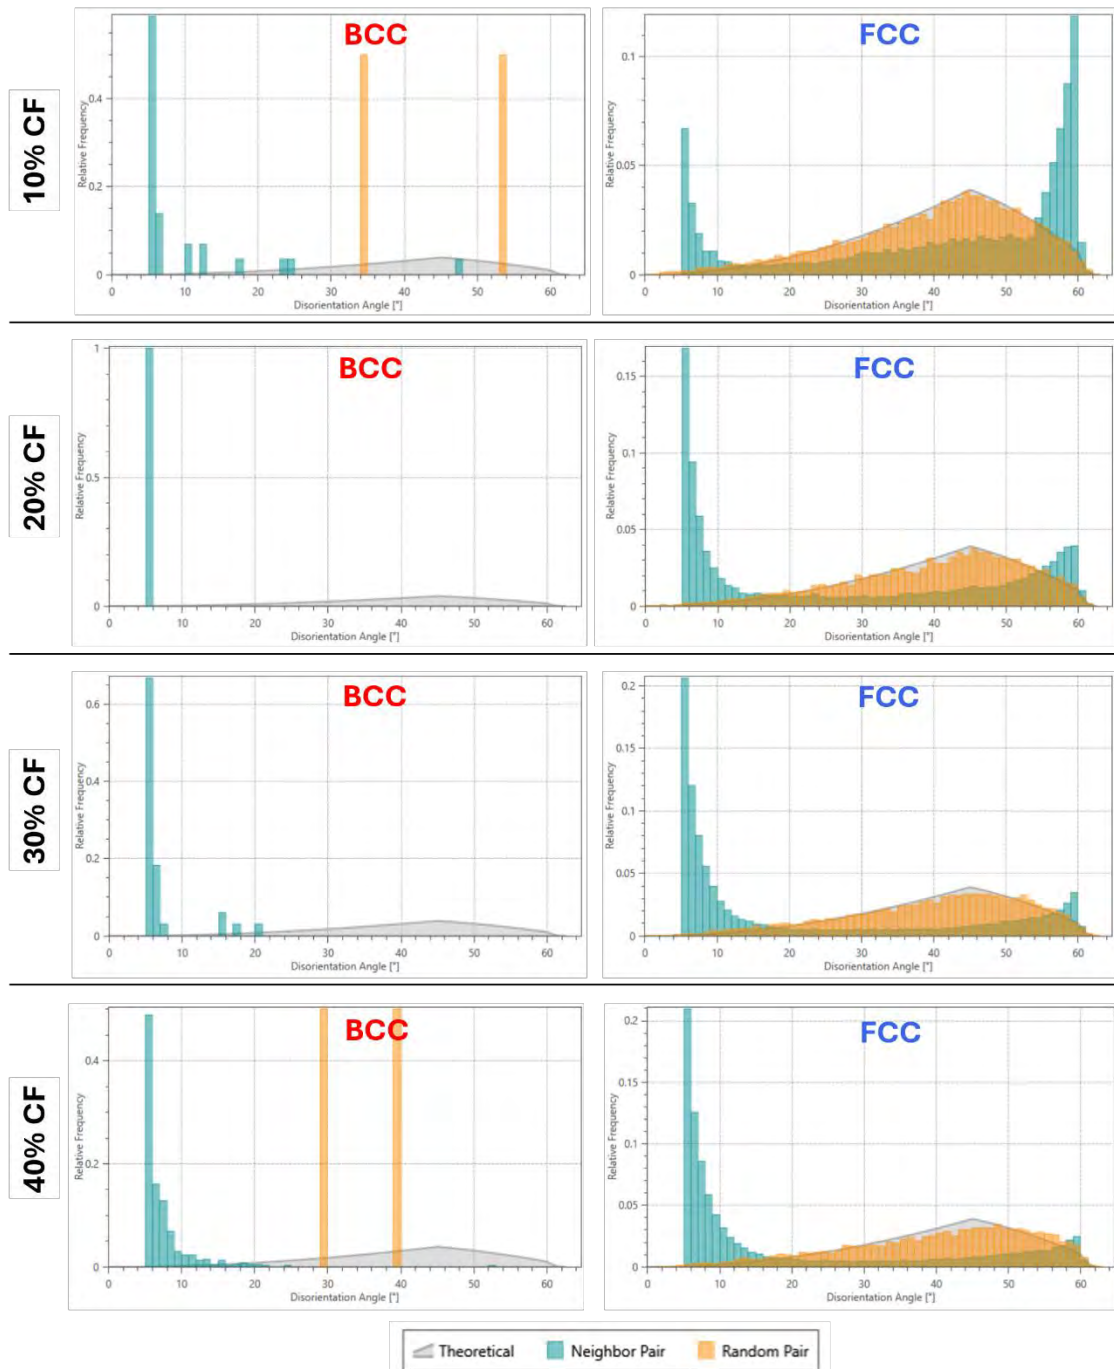 10% CF
BCC
Relative Frequency
0.4
0.2
0
0 10 20 30 40 50 60
Disorientation Angle [°]
FCC
Relative Frequency
0.1
0.05
0
0 10 20 30 40 50 60
Disorientation Angle [°]
20% CF
BCC
Relative Frequency
1
0.5
0
0 10 20 30 40 50 60
Disorientation Angle [°]
FCC
Relative Frequency
0.15
0.1
0.05
0
0 10 20 30 40 50 60
Disorientation Angle [°]
30% CF
BCC
Relative Frequency
0.6
0.4
0.2
0
0 10 20 30 40 50 60
Disorientation Angle [°]
FCC
Relative Frequency
0.2
0.15
0.1
0.05
0
0 10 20 30 40 50 60
Disorientation Angle [°]
40% CF
BCC
Relative Frequency
0.4
0.2
0
0 10 20 30 40 50 60
Disorientation Angle [°]
FCC
Relative Frequency
0.2
0.15
0.1
0.05
0
0 10 20 30 40 50 60
Disorientation Angle [°]
Theoretical Neighbor Pair Random Pair